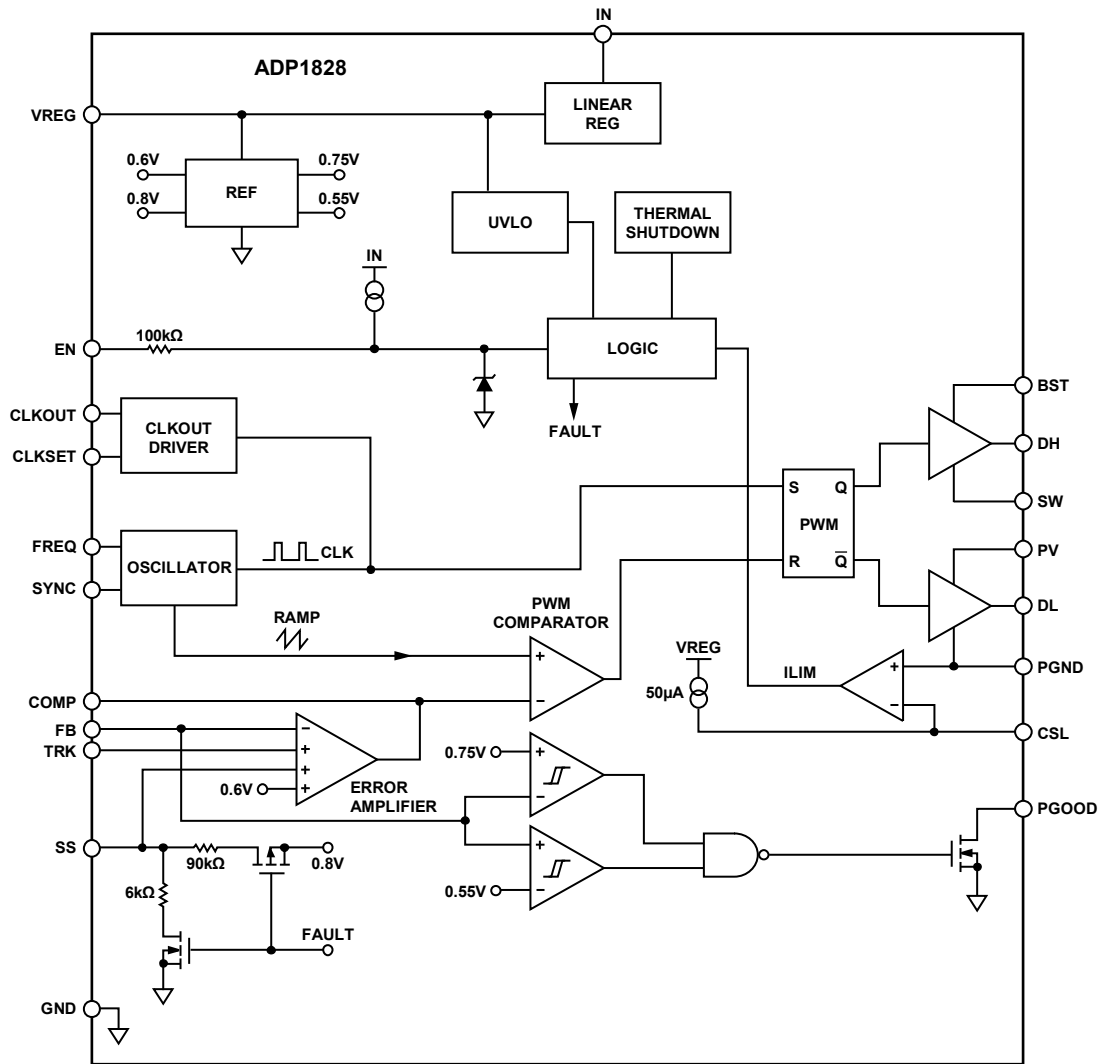 IN
ADP1828
LINEAR
REG
VREG
0.6V
0.75V
REF
0.8V
0.55V
UVLO
THERMAL
SHUTDOWN
IN
100kΩ
EN
LOGIC
FAULT
CLKOUT
CLKOUT
DRIVER
CLKSET
BST
DH
SW
S
Q
PWM
R
Q̅
FREQ
OSCILLATOR
SYNC
CLK
PV
DL
RAMP
PWM
COMPARATOR
+
−
VREG
50µA
ILIM
+
−
PGND
CSL
COMP
FB
TRK
−
+
+
+
0.6V
ERROR
AMPLIFIER
0.75V
+
−
+
0.55V
−
PGOOD
SS
90kΩ
0.8V
6kΩ
FAULT
GND